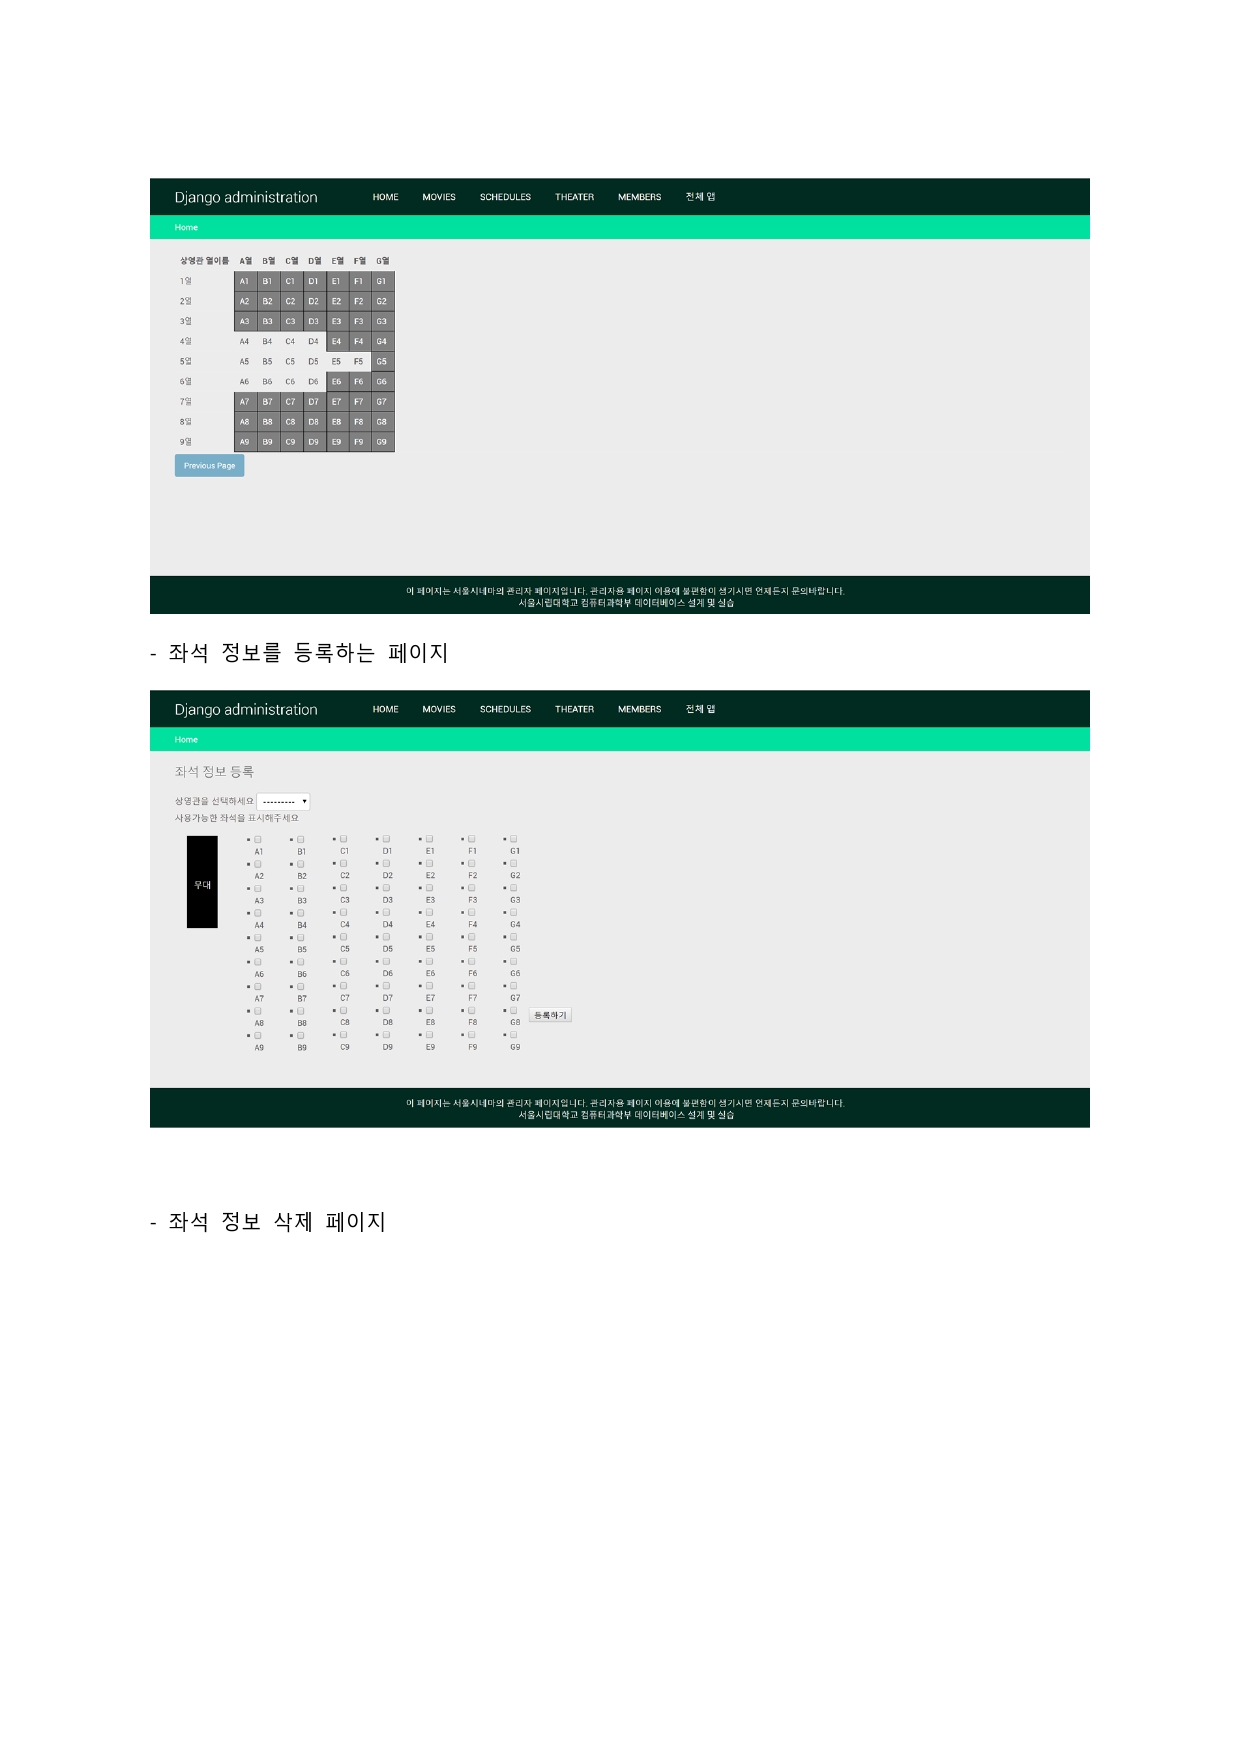 Django administration HOME MOVIES SCHEDULES THEATER MEMBERS 전체 앱
Home
상영관 열이름 A열 B열 C열 D열 E열 F열 G열
1열 A1 B1 C1 D1 E1 F1 G1
2열 A2 B2 C2 D2 E2 F2 G2
3열 A3 B3 C3 D3 E3 F3 G3
4열 A4 B4 C4 D4 E4 F4 G4
5열 A5 B5 C5 D5 E5 F5 G5
6열 A6 B6 C6 D6 E6 F6 G6
7열 A7 B7 C7 D7 E7 F7 G7
8열 A8 B8 C8 D8 E8 F8 G8
9열 A9 B9 C9 D9 E9 F9 G9
Previous Page
이 페이지는 서울시네마의 관리자 페이지입니다. 관리자용 페이지 이용에 불편함이 생기시면 언제든지 문의바랍니다.
서울시립대학교 컴퓨터과학부 데이터베이스 설계 및 실습
- 좌석 정보를 등록하는 페이지
Django administration HOME MOVIES SCHEDULES THEATER MEMBERS 전체 앱
Home
좌석 정보 등록
상영관을 선택하세요 ---------
사용가능한 좌석을 표시해주세요
무대
A1 B1 C1 D1 E1 F1 G1
A2 B2 C2 D2 E2 F2 G2
A3 B3 C3 D3 E3 F3 G3
A4 B4 C4 D4 E4 F4 G4
A5 B5 C5 D5 E5 F5 G5
A6 B6 C6 D6 E6 F6 G6
A7 B7 C7 D7 E7 F7 G7
A8 B8 C8 D8 E8 F8 G8 등록하기
A9 B9 C9 D9 E9 F9 G9
이 페이지는 서울시네마의 관리자 페이지입니다. 관리자용 페이지 이용에 불편함이 생기시면 언제든지 문의바랍니다.
서울시립대학교 컴퓨터과학부 데이터베이스 설계 및 실습
- 좌석 정보 삭제 페이지